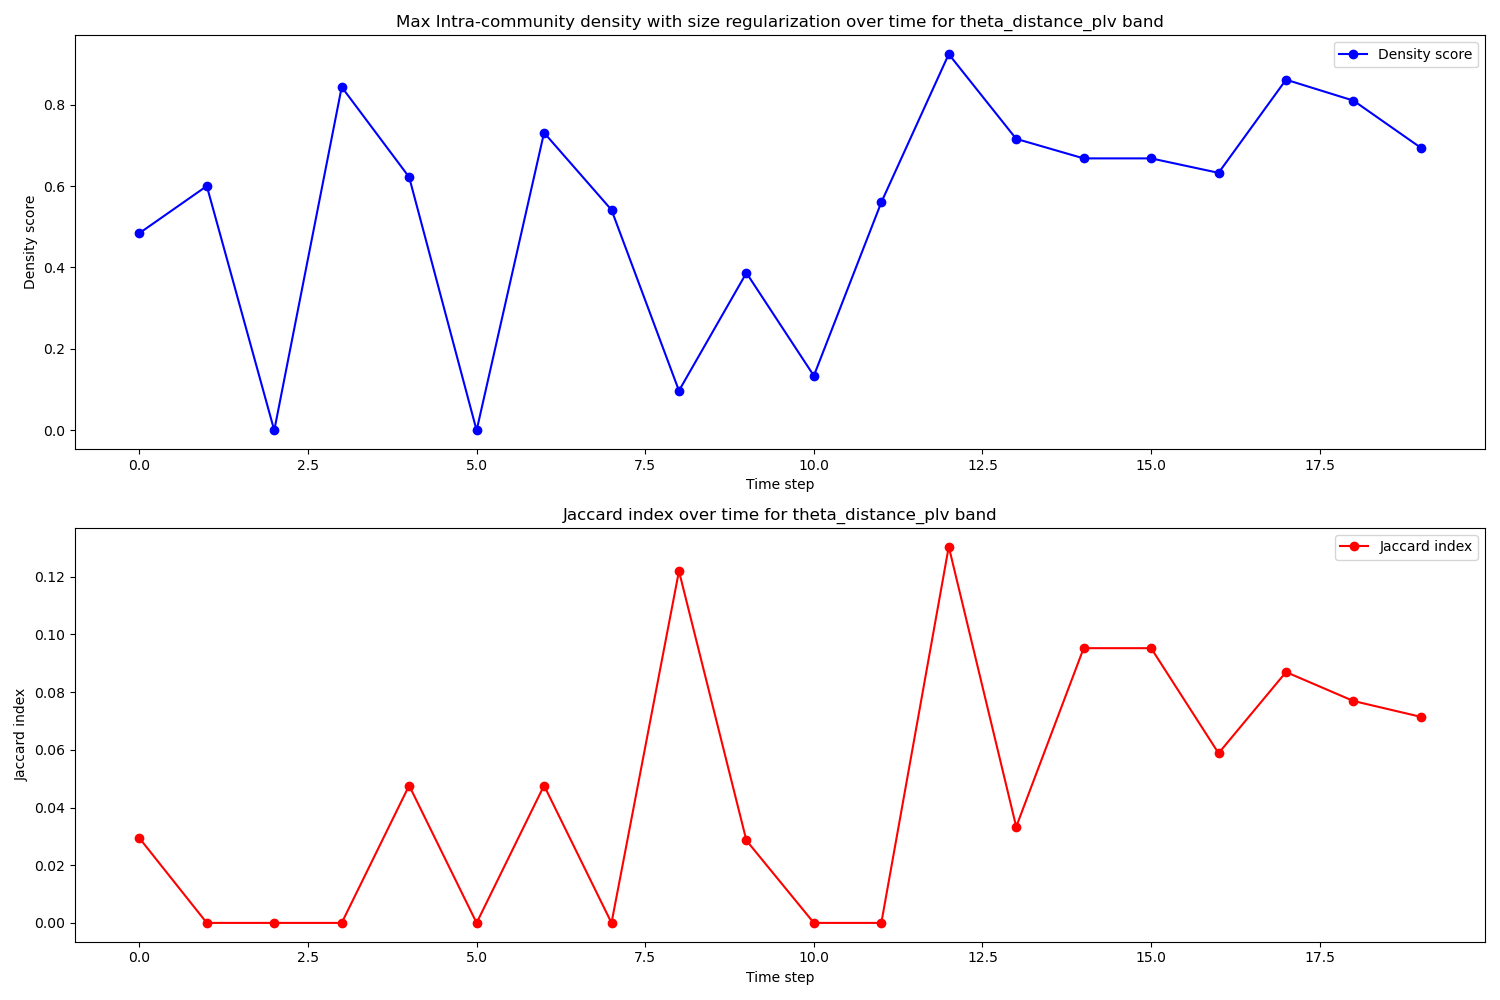 Max Intra-community density with size regularization over time for theta_distance_plv band
Density score
Density score
0.8
0.6
0.4
0.2
0.0
0.0 2.5 5.0 7.5 10.0 12.5 15.0 17.5
Time step
Jaccard index over time for theta_distance_plv band
Jaccard index
Jaccard index
0.12
0.10
0.08
0.06
0.04
0.02
0.00
0.0 2.5 5.0 7.5 10.0 12.5 15.0 17.5
Time step